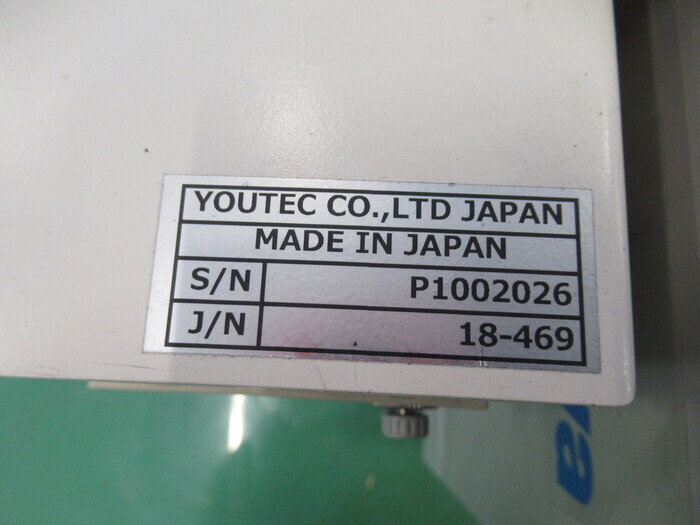 YOUTEC CO.,LTD JAPAN
MADE IN JAPAN
S/N P1002026
J/N 18-469